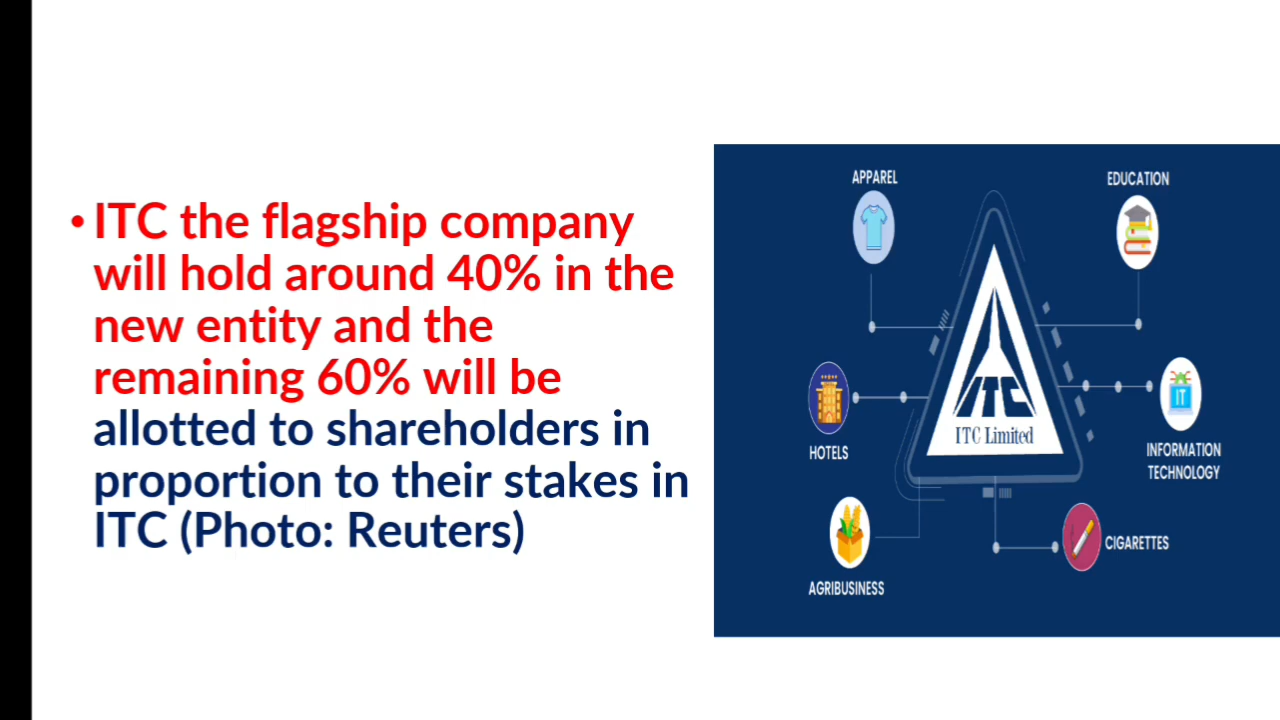 • ITC the flagship company
will hold around 40% in the
new entity and the
remaining 60% will be
allotted to shareholders in
proportion to their stakes in
ITC (Photo: Reuters)
APPAREL
EDUCATION
ITC
ITC Limited
HOTELS
IT
INFORMATION
TECHNOLOGY
CIGARETTES
AGRIBUSINESS